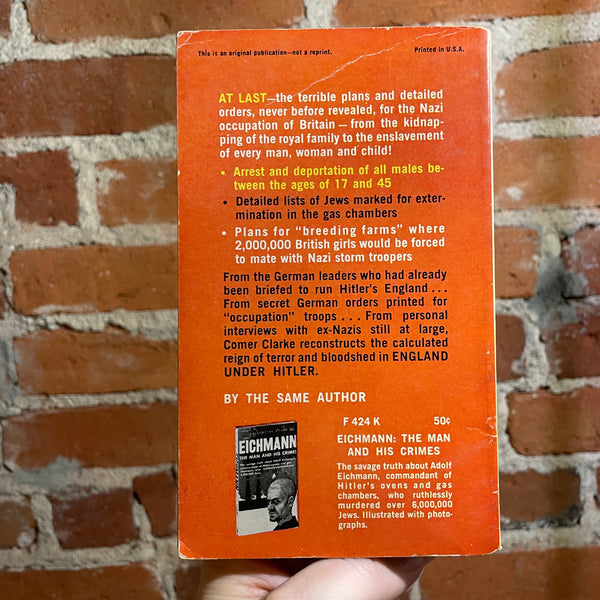 This is an original publication—not a reprint.
Printed in U.S.A.
AT LAST—the terrible plans and detailed
orders, never before revealed, for the Nazi
occupation of Britain — from the kidnap-
ping of the royal family to the enslavement
of every man, woman and child!
• Arrest and deportation of all males be-
tween the ages of 17 and 45
• Detailed lists of Jews marked for exter-
mination in the gas chambers
• Plans for "breeding farms" where
2,000,000 British girls would be forced
to mate with Nazi storm troopers
From the German leaders who had already
been briefed to run Hitler's England . . .
From secret German orders printed for
"occupation" troops . . . From personal
interviews with ex-Nazis still at large,
Comer Clarke reconstructs the calculated
reign of terror and bloodshed in ENGLAND
UNDER HITLER.
BY THE SAME AUTHOR
EICHMANN
THE MAN AND HIS CRIMES
F 424 K 50¢
EICHMANN: THE MAN
AND HIS CRIMES
The savage truth about Adolf
Eichmann, commandant of
Hitler's ovens and gas
chambers, who ruthlessly
murdered over 6,000,000
Jews. Illustrated with photo-
graphs.